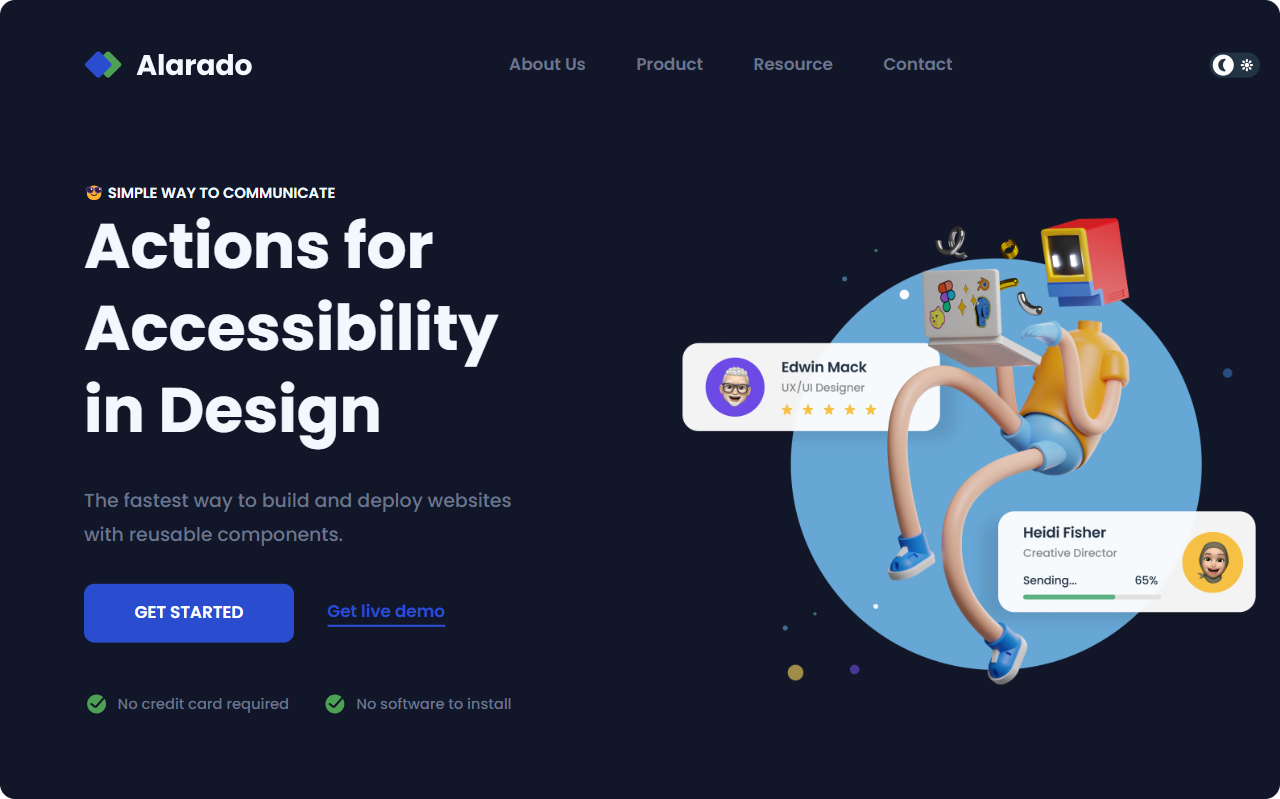 Alarado
About Us
Product
Resource
Contact
SIMPLE WAY TO COMMUNICATE
Actions for
Accessibility
in Design
The fastest way to build and deploy websites
with reusable components.
GET STARTED
Get live demo
No credit card required
No software to install
Edwin Mack
UX/UI Designer
Heidi Fisher
Creative Director
Sending...
65%